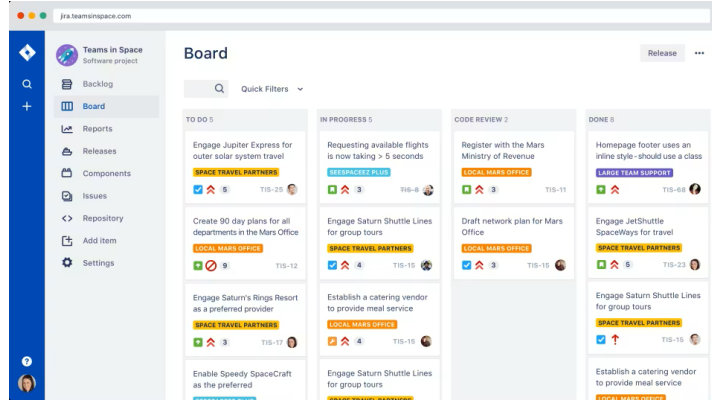 jira.teamsinspace.com
Teams in Space
Software project
Backlog
Board
Reports
Releases
Components
Issues
Repository
Add item
Settings
Board
Release
Quick Filters
TO DO 5
Engage Jupiter Express for
outer solar system travel
SPACE TRAVEL PARTNERS
5
TIS-25
Create 90 day plans for all
departments in the Mars Office
LOCAL MARS OFFICE
9
TIS-12
Engage Saturn's Rings Resort
as a preferred provider
SPACE TRAVEL PARTNERS
3
TIS-17
Enable Speedy SpaceCraft
as the preferred
IN PROGRESS 5
Requesting available flights
is now taking > 5 seconds
SEESPACEEZ PLUS
3
TIS-8
Engage Saturn Shuttle Lines
for group tours
SPACE TRAVEL PARTNERS
4
TIS-15
Establish a catering vendor
to provide meal service
LOCAL MARS OFFICE
4
TIS-15
Engage Saturn Shuttle Lines
for group tours
SPACE TRAVEL PARTNERS
CODE REVIEW 2
Register with the Mars
Ministry of Revenue
LOCAL MARS OFFICE
3
TIS-11
Draft network plan for Mars
Office
LOCAL MARS OFFICE
3
TIS-15
DONE 8
Homepage footer uses an
inline style - should use a class
LARGE TEAM SUPPORT
TIS-68
Engage JetShuttle
SpaceWays for travel
SPACE TRAVEL PARTNERS
5
TIS-23
Engage Saturn Shuttle Lines
for group tours
SPACE TRAVEL PARTNERS
TIS-15
Establish a catering vendor
to provide meal service
LOCAL MARS OFFICE
?